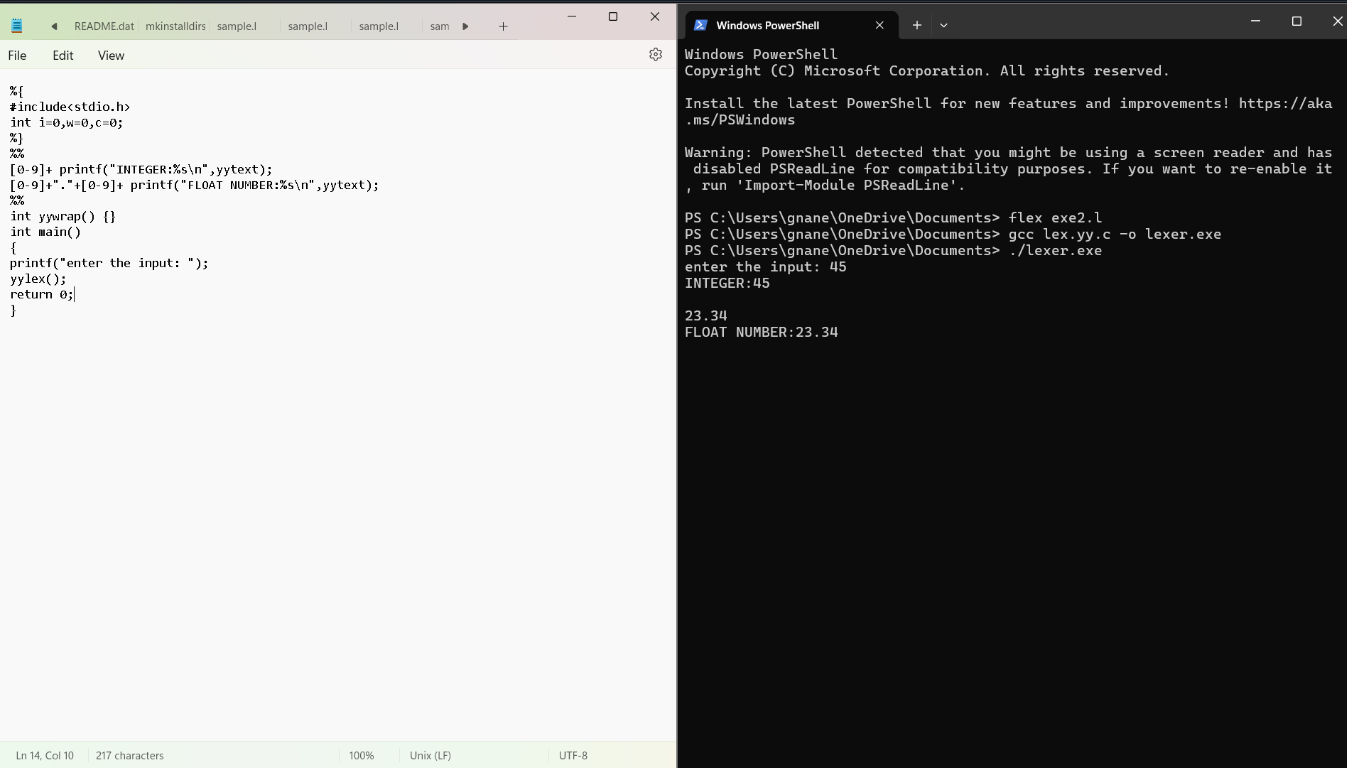 README.dat mkinstalldirs sample.l sample.l sample.l sam
File Edit View
%{
#include<stdio.h>
int i=0,w=0,c=0;
%}
%%
[0-9]+ printf("INTEGER:%s\n",yytext);
[0-9]+"."+[0-9]+ printf("FLOAT NUMBER:%s\n",yytext);
%%
int yywrap() {}
int main()
{
printf("enter the input: ");
yylex();
return 0;
}
Ln 14, Col 10 217 characters 100% Unix (LF) UTF-8
Windows PowerShell
Windows PowerShell
Copyright (C) Microsoft Corporation. All rights reserved.
Install the latest PowerShell for new features and improvements! https://aka
.ms/PSWindows
Warning: PowerShell detected that you might be using a screen reader and has
disabled PSReadLine for compatibility purposes. If you want to re-enable it
, run 'Import-Module PSReadLine'.
PS C:\Users\gnane\OneDrive\Documents> flex exe2.l
PS C:\Users\gnane\OneDrive\Documents> gcc lex.yy.c -o lexer.exe
PS C:\Users\gnane\OneDrive\Documents> ./lexer.exe
enter the input: 45
INTEGER:45
23.34
FLOAT NUMBER:23.34